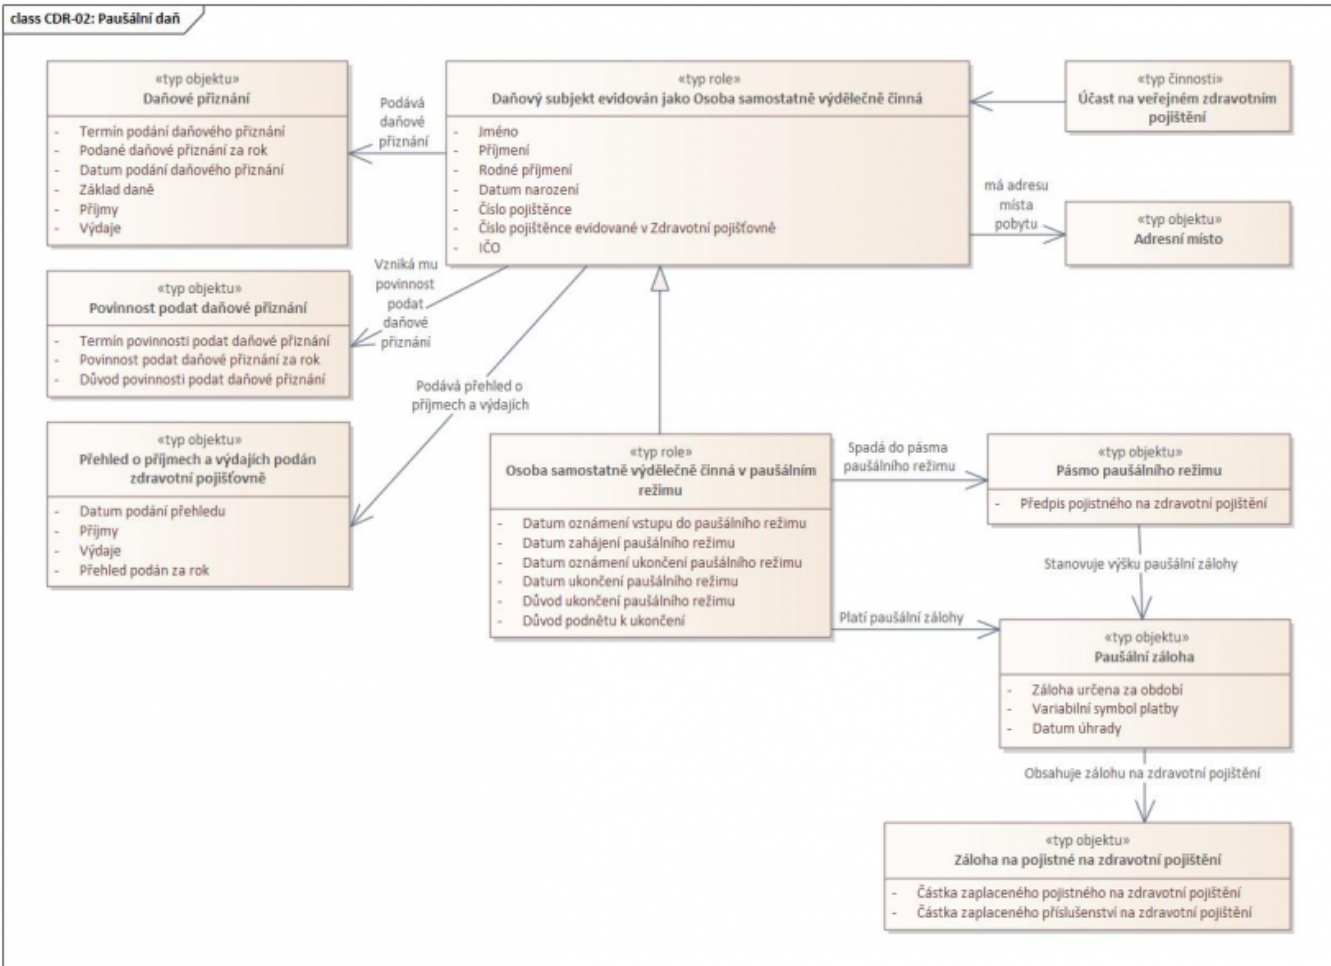 class CDR-02: Paušální daň
«typ objektu»
Daňové přiznání
- Termín podání daňového přiznání
- Podané daňové přiznání za rok
- Datum podání daňového přiznání
- Základ daně
- Příjmy
- Výdaje
Podává
daňové
přiznání
«typ role»
Daňový subjekt evidován jako Osoba samostatně výdělečně činná
- Jméno
- Příjmení
- Rodné příjmení
- Datum narození
- Číslo pojištěnce
- Číslo pojištěnce evidované v Zdravotní pojišťovně
- IČO
«typ činnosti»
Účast na veřejném zdravotním
pojištění
má adresu
místa
pobytu
«typ objektu»
Adresní místo
«typ objektu»
Povinnost podat daňové přiznání
- Termín povinnosti podat daňové přiznání
- Povinnost podat daňové přiznání za rok
- Důvod povinnosti podat daňové přiznání
Vzniká mu
povinnost
podat
daňové
přiznání
Podává přehled o
příjmech a výdajích
«typ objektu»
Přehled o příjmech a výdajích podán
zdravotní pojišťovně
- Datum podání přehledu
- Příjmy
- Výdaje
- Přehled podán za rok
«typ role»
Osoba samostatně výdělečně činná v paušálním
režimu
- Datum oznámení vstupu do paušálního režimu
- Datum zahájení paušálního režimu
- Datum oznámení ukončení paušálního režimu
- Datum ukončení paušálního režimu
- Důvod ukončení paušálního režimu
- Důvod podnětu k ukončení
Spadá do pásma
paušálního režimu
«typ objektu»
Pásmo paušálního režimu
- Předpis pojistného na zdravotní pojištění
Stanovuje výšku paušální zálohy
Platí paušální zálohy
«typ objektu»
Paušální záloha
- Záloha určena za období
- Variabilní symbol platby
- Datum úhrady
Obsahuje zálohu na zdravotní pojištění
«typ objektu»
Záloha na pojistné na zdravotní pojištění
- Částka zaplaceného pojistného na zdravotní pojištění
- Částka zaplaceného příslušenství na zdravotní pojištění